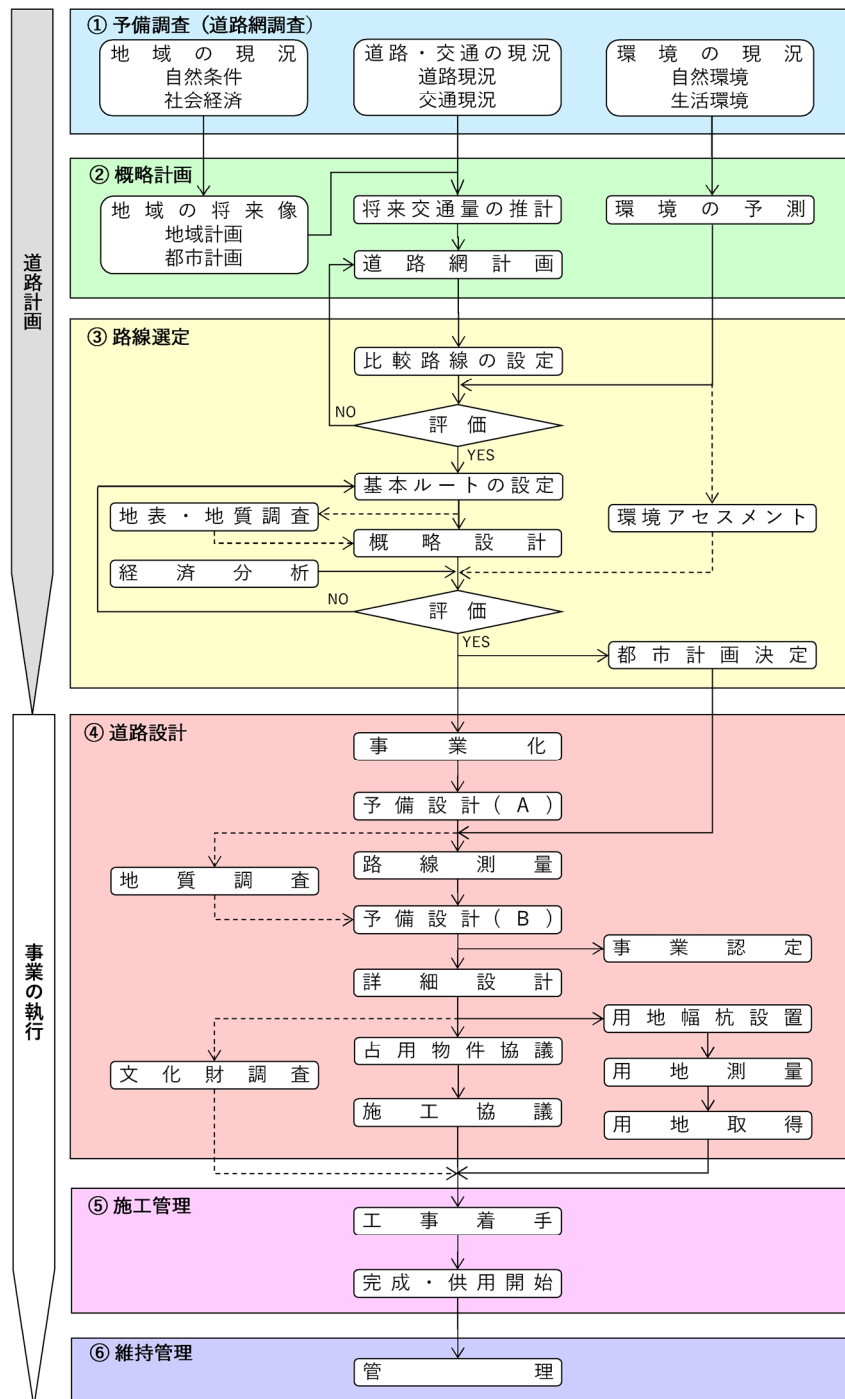 道路計画
事業の執行
① 予備調査（道路網調査）
地域の現況
自然条件
社会経済
道路・交通の現況
道路現況
交通現況
環境の現況
自然環境
生活環境
② 概略計画
地域の将来像
地域計画
都市計画
将来交通量の推計
環境の予測
道路網計画
③ 路線選定
比較路線の設定
NO
評価
YES
基本ルートの設定
地表・地質調査
環境アセスメント
概略設計
経済分析
NO
評価
YES
都市計画決定
④ 道路設計
事業化
予備設計(A)
路線測量
地質調査
予備設計(B)
事業認定
詳細設計
用地幅杭設置
占用物件協議
文化財調査
用地測量
施工協議
用地取得
⑤ 施工管理
工事着手
完成・供用開始
⑥ 維持管理
管理